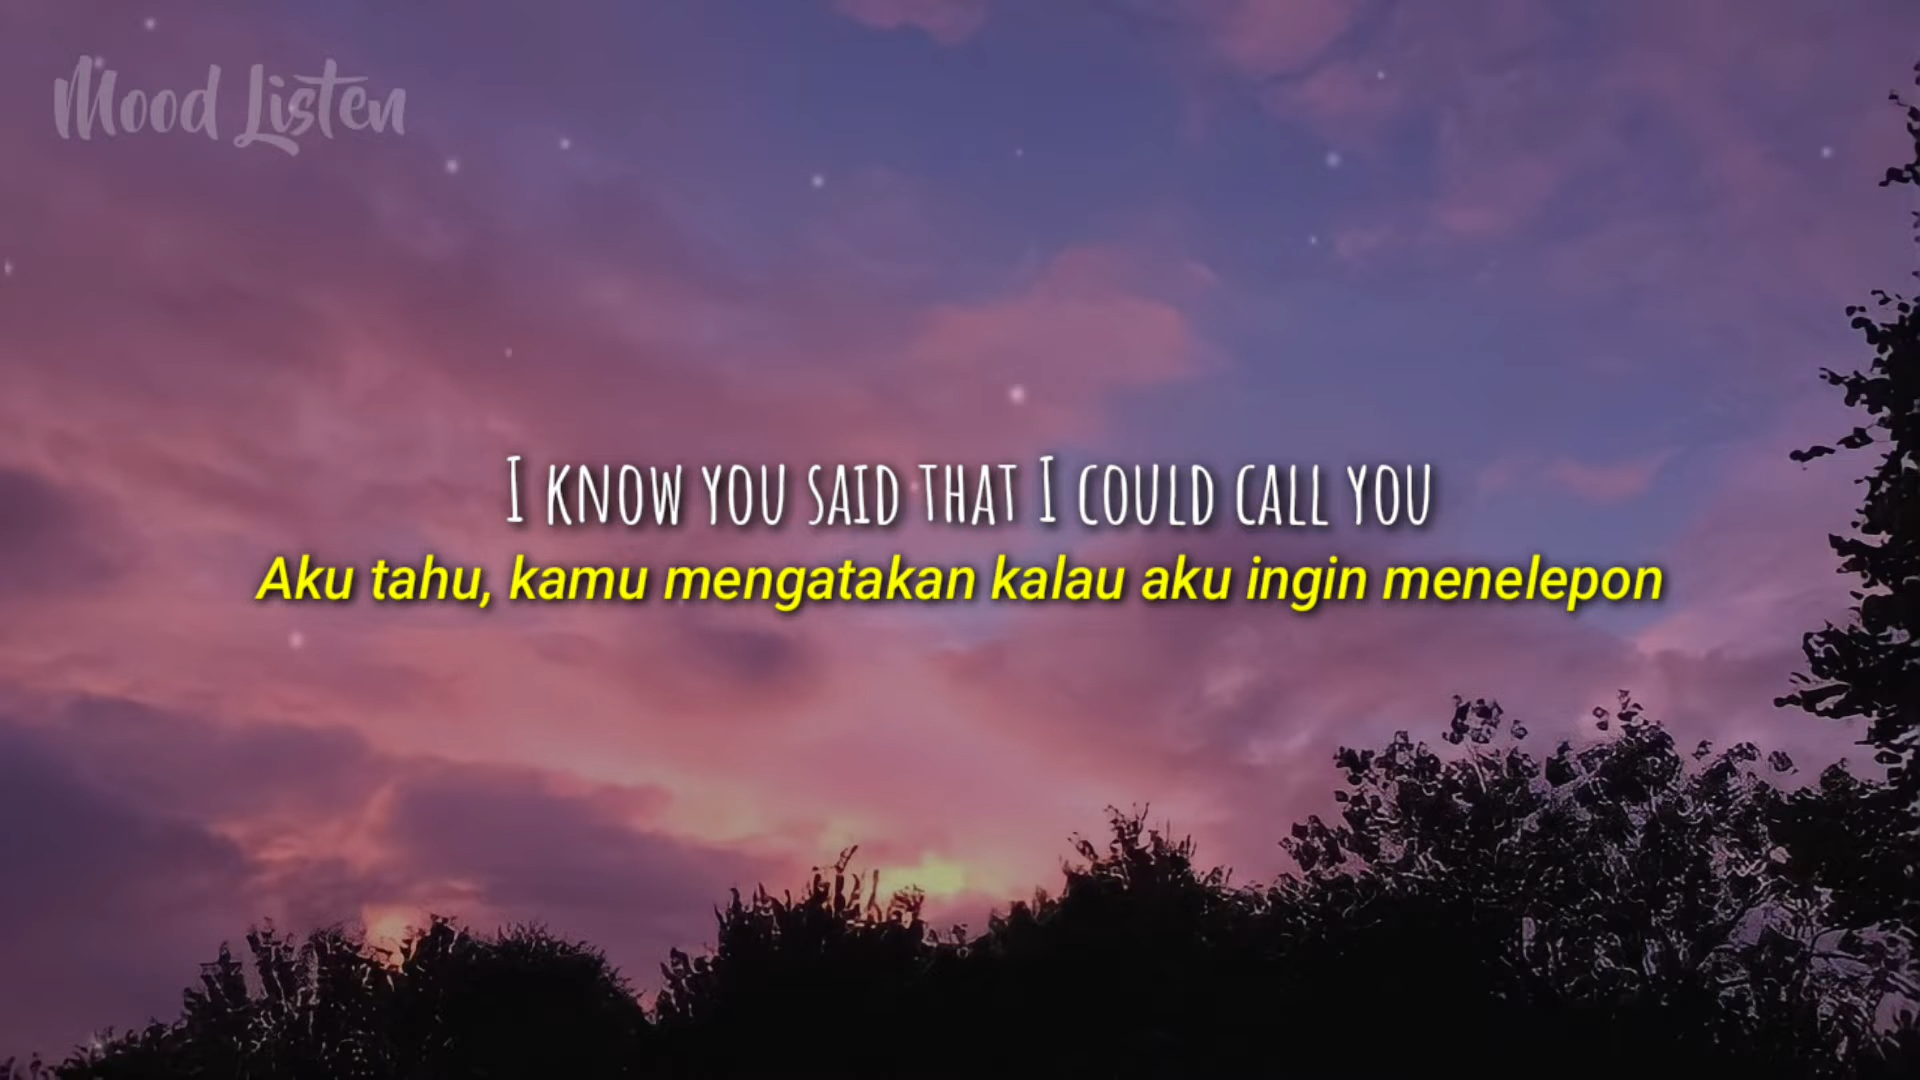 Mood Listen
I KNOW YOU SAID THAT I COULD CALL YOU
Aku tahu, kamu mengatakan kalau aku ingin menelepon